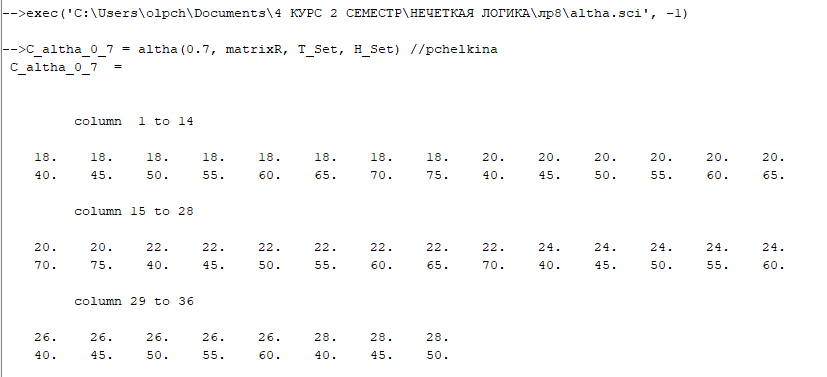 -->exec('C:\Users\olpch\Documents\4 КУРС 2 СЕМЕСТР\НЕЧЕТКАЯ ЛОГИКА\лр8\altha.sci', -1)
-->C_altha_0_7 = altha(0.7, matrixR, T_Set, H_Set) //pchelkina
C_altha_0_7  =
column  1 to 14
18. 18. 18. 18. 18. 18. 18. 18. 20. 20. 20. 20. 20. 20.
40. 45. 50. 55. 60. 65. 70. 75. 40. 45. 50. 55. 60. 65.
column 15 to 28
20. 20. 22. 22. 22. 22. 22. 22. 22. 24. 24. 24. 24. 24.
70. 75. 40. 45. 50. 55. 60. 65. 70. 40. 45. 50. 55. 60.
column 29 to 36
26. 26. 26. 26. 26. 28. 28. 28.
40. 45. 50. 55. 60. 40. 45. 50.